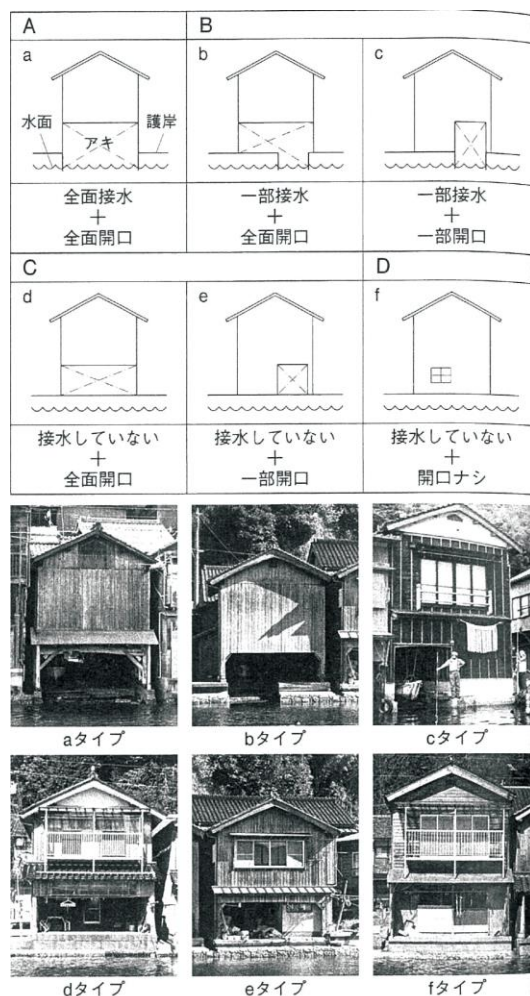 A
B
a
b
c
水面
アキ
護岸
全面接水
+
全面開口
一部接水
+
全面開口
一部接水
+
一部開口
C
D
d
e
f
接水していない
+
全面開口
接水していない
+
一部開口
接水していない
+
開口ナシ
aタイプ
bタイプ
cタイプ
dタイプ
eタイプ
fタイプ